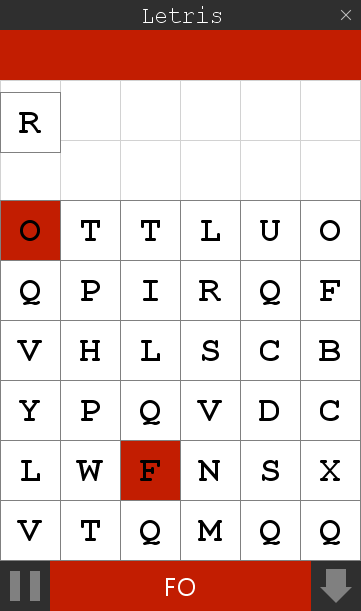 Letris
R
O T T L U O
Q P I R Q F
V H L S C B
Y P Q V D C
L W F N S X
V T Q M Q Q
FO